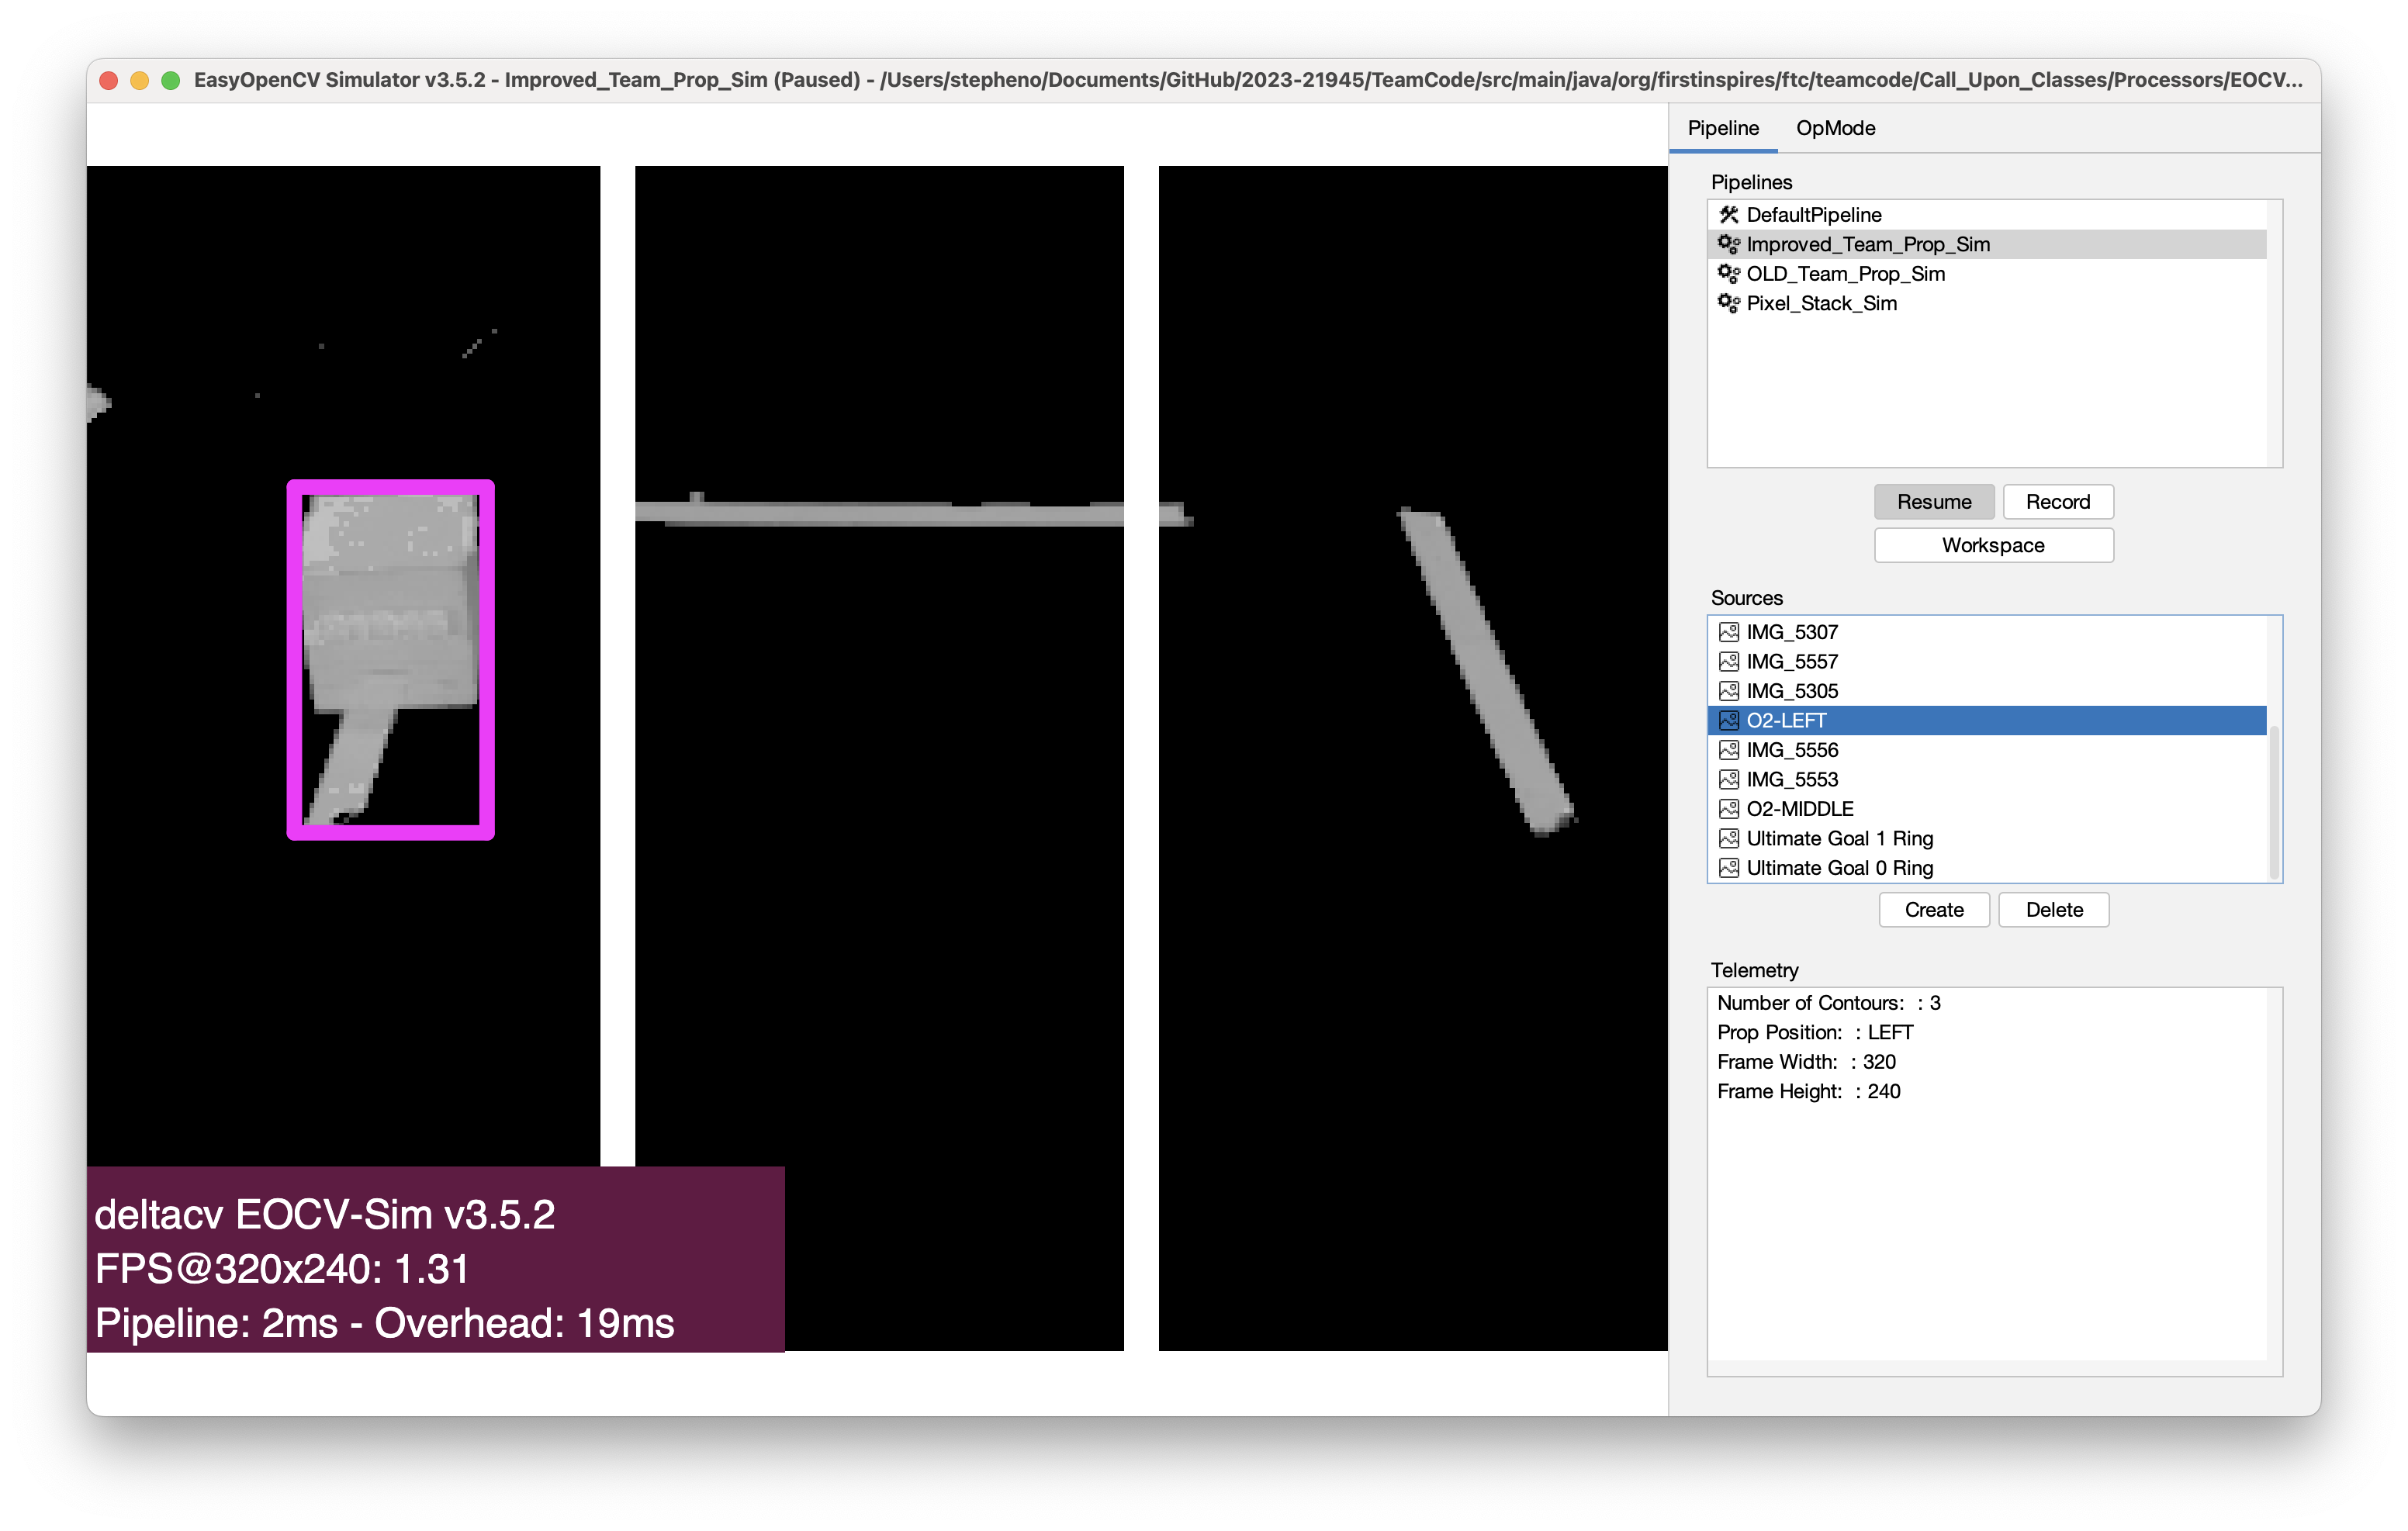 EasyOpenCV Simulator v3.5.2 - Improved_Team_Prop_Sim (Paused) - /Users/stepheno/Documents/GitHub/2023-21945/TeamCode/src/main/java/org/firstinspires/ftc/teamcode/Call_Upon_Classes/Processors/EOCV...
Pipeline OpMode
Pipelines
DefaultPipeline
Improved_Team_Prop_Sim
OLD_Team_Prop_Sim
Pixel_Stack_Sim
Resume Record
Workspace
Sources
IMG_5307
IMG_5557
IMG_5305
O2-LEFT
IMG_5556
IMG_5553
O2-MIDDLE
Ultimate Goal 1 Ring
Ultimate Goal 0 Ring
Create Delete
Telemetry
Number of Contours:  : 3
Prop Position:  : LEFT
Frame Width:  : 320
Frame Height:  : 240
deltacv EOCV-Sim v3.5.2
FPS@320x240: 1.31
Pipeline: 2ms - Overhead: 19ms